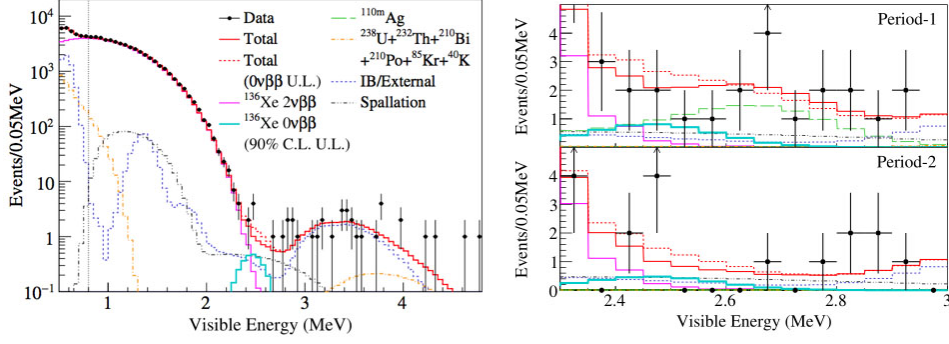 10⁴
10³
10²
10
1
10⁻¹
Events/0.05MeV
1
2
3
4
Visible Energy (MeV)
Data
Total
Total
(0νββ U.L.)
¹³⁶Xe 2νββ
¹³⁶Xe 0νββ
(90% C.L. U.L.)
¹¹⁰ᵐAg
²³⁸U+²³²Th+²¹⁰Bi
+²¹⁰Po+⁸⁵Kr+⁴⁰K
IB/External
Spallation
Period-1
Events/0.05MeV
4
3
2
1
0
Period-2
Events/0.05MeV
4
3
2
1
0
2.4
2.6
2.8
3
Visible Energy (MeV)